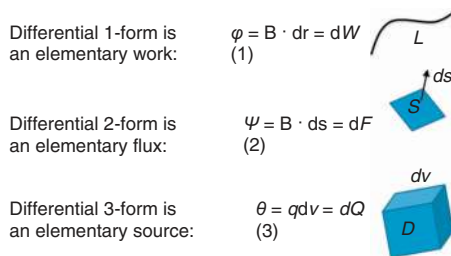 Differential 1-form is φ = B · dr = dW
an elementary work: (1)
L
ds
Differential 2-form is Ψ = B · ds = dF
S
an elementary flux: (2)
dv
Differential 3-form is θ = qdv = dQ
an elementary source: (3)
D